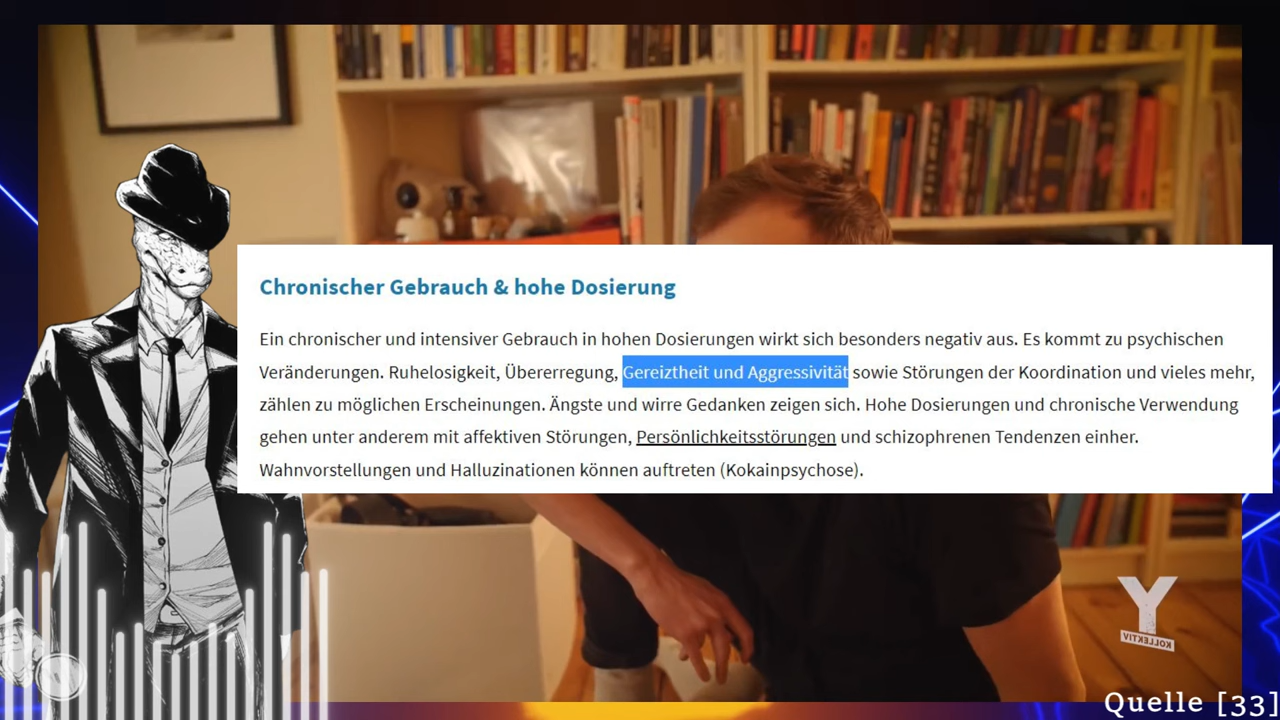 Chronischer Gebrauch & hohe Dosierung
Ein chronischer und intensiver Gebrauch in hohen Dosierungen wirkt sich besonders negativ aus. Es kommt zu psychischen
Veränderungen. Ruhelosigkeit, Übererregung, Gereiztheit und Aggressivität sowie Störungen der Koordination und vieles mehr,
zählen zu möglichen Erscheinungen. Ängste und wirre Gedanken zeigen sich. Hohe Dosierungen und chronische Verwendung
gehen unter anderem mit affektiven Störungen, Persönlichkeitsstörungen und schizophrenen Tendenzen einher.
Wahnvorstellungen und Halluzinationen können auftreten (Kokainpsychose).
Y
KOLLEKTIV
Quelle [33]